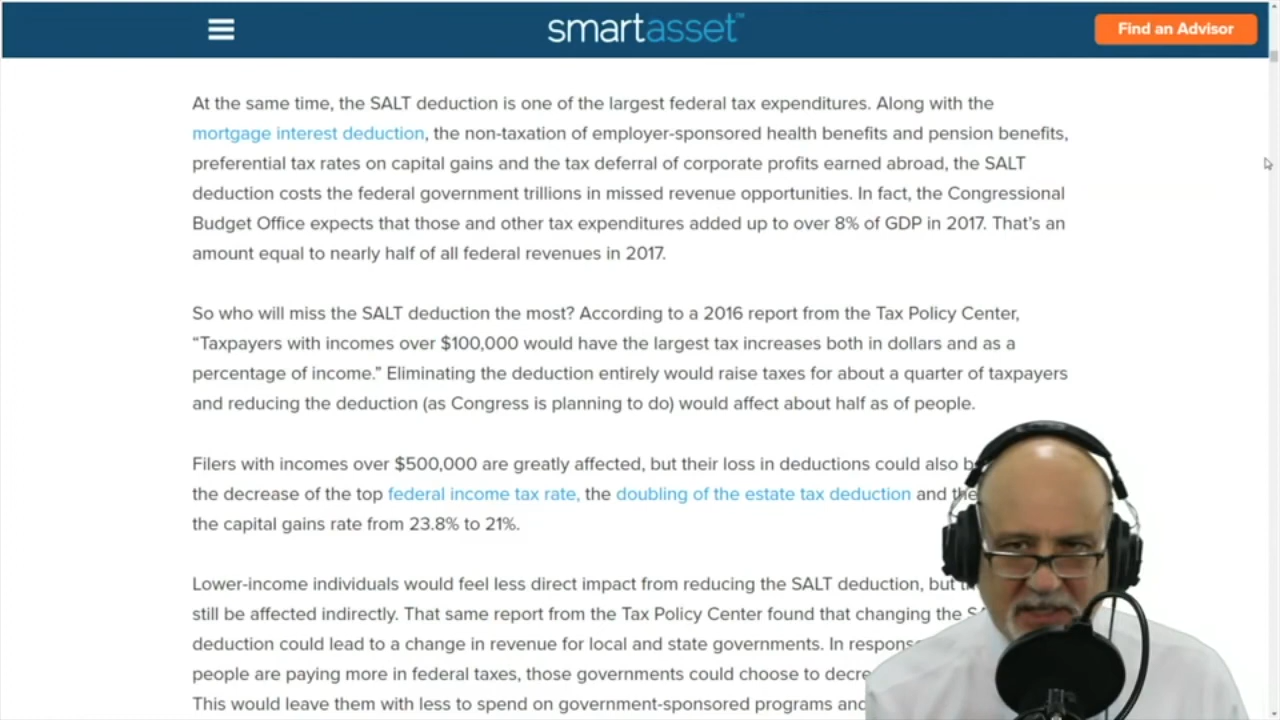 smartasset™
Find an Advisor
At the same time, the SALT deduction is one of the largest federal tax expenditures. Along with the
mortgage interest deduction, the non-taxation of employer-sponsored health benefits and pension benefits,
preferential tax rates on capital gains and the tax deferral of corporate profits earned abroad, the SALT
deduction costs the federal government trillions in missed revenue opportunities. In fact, the Congressional
Budget Office expects that those and other tax expenditures added up to over 8% of GDP in 2017. That's an
amount equal to nearly half of all federal revenues in 2017.
So who will miss the SALT deduction the most? According to a 2016 report from the Tax Policy Center,
“Taxpayers with incomes over $100,000 would have the largest tax increases both in dollars and as a
percentage of income.” Eliminating the deduction entirely would raise taxes for about a quarter of taxpayers
and reducing the deduction (as Congress is planning to do) would affect about half as of people.
Filers with incomes over $500,000 are greatly affected, but their loss in deductions could also
the decrease of the top federal income tax rate, the doubling of the estate tax deduction and the
the capital gains rate from 23.8% to 21%.
Lower-income individuals would feel less direct impact from reducing the SALT deduction, but
still be affected indirectly. That same report from the Tax Policy Center found that changing the
deduction could lead to a change in revenue for local and state governments. In
people are paying more in federal taxes, those governments could choose to
This would leave them with less to spend on government-sponsored programs and